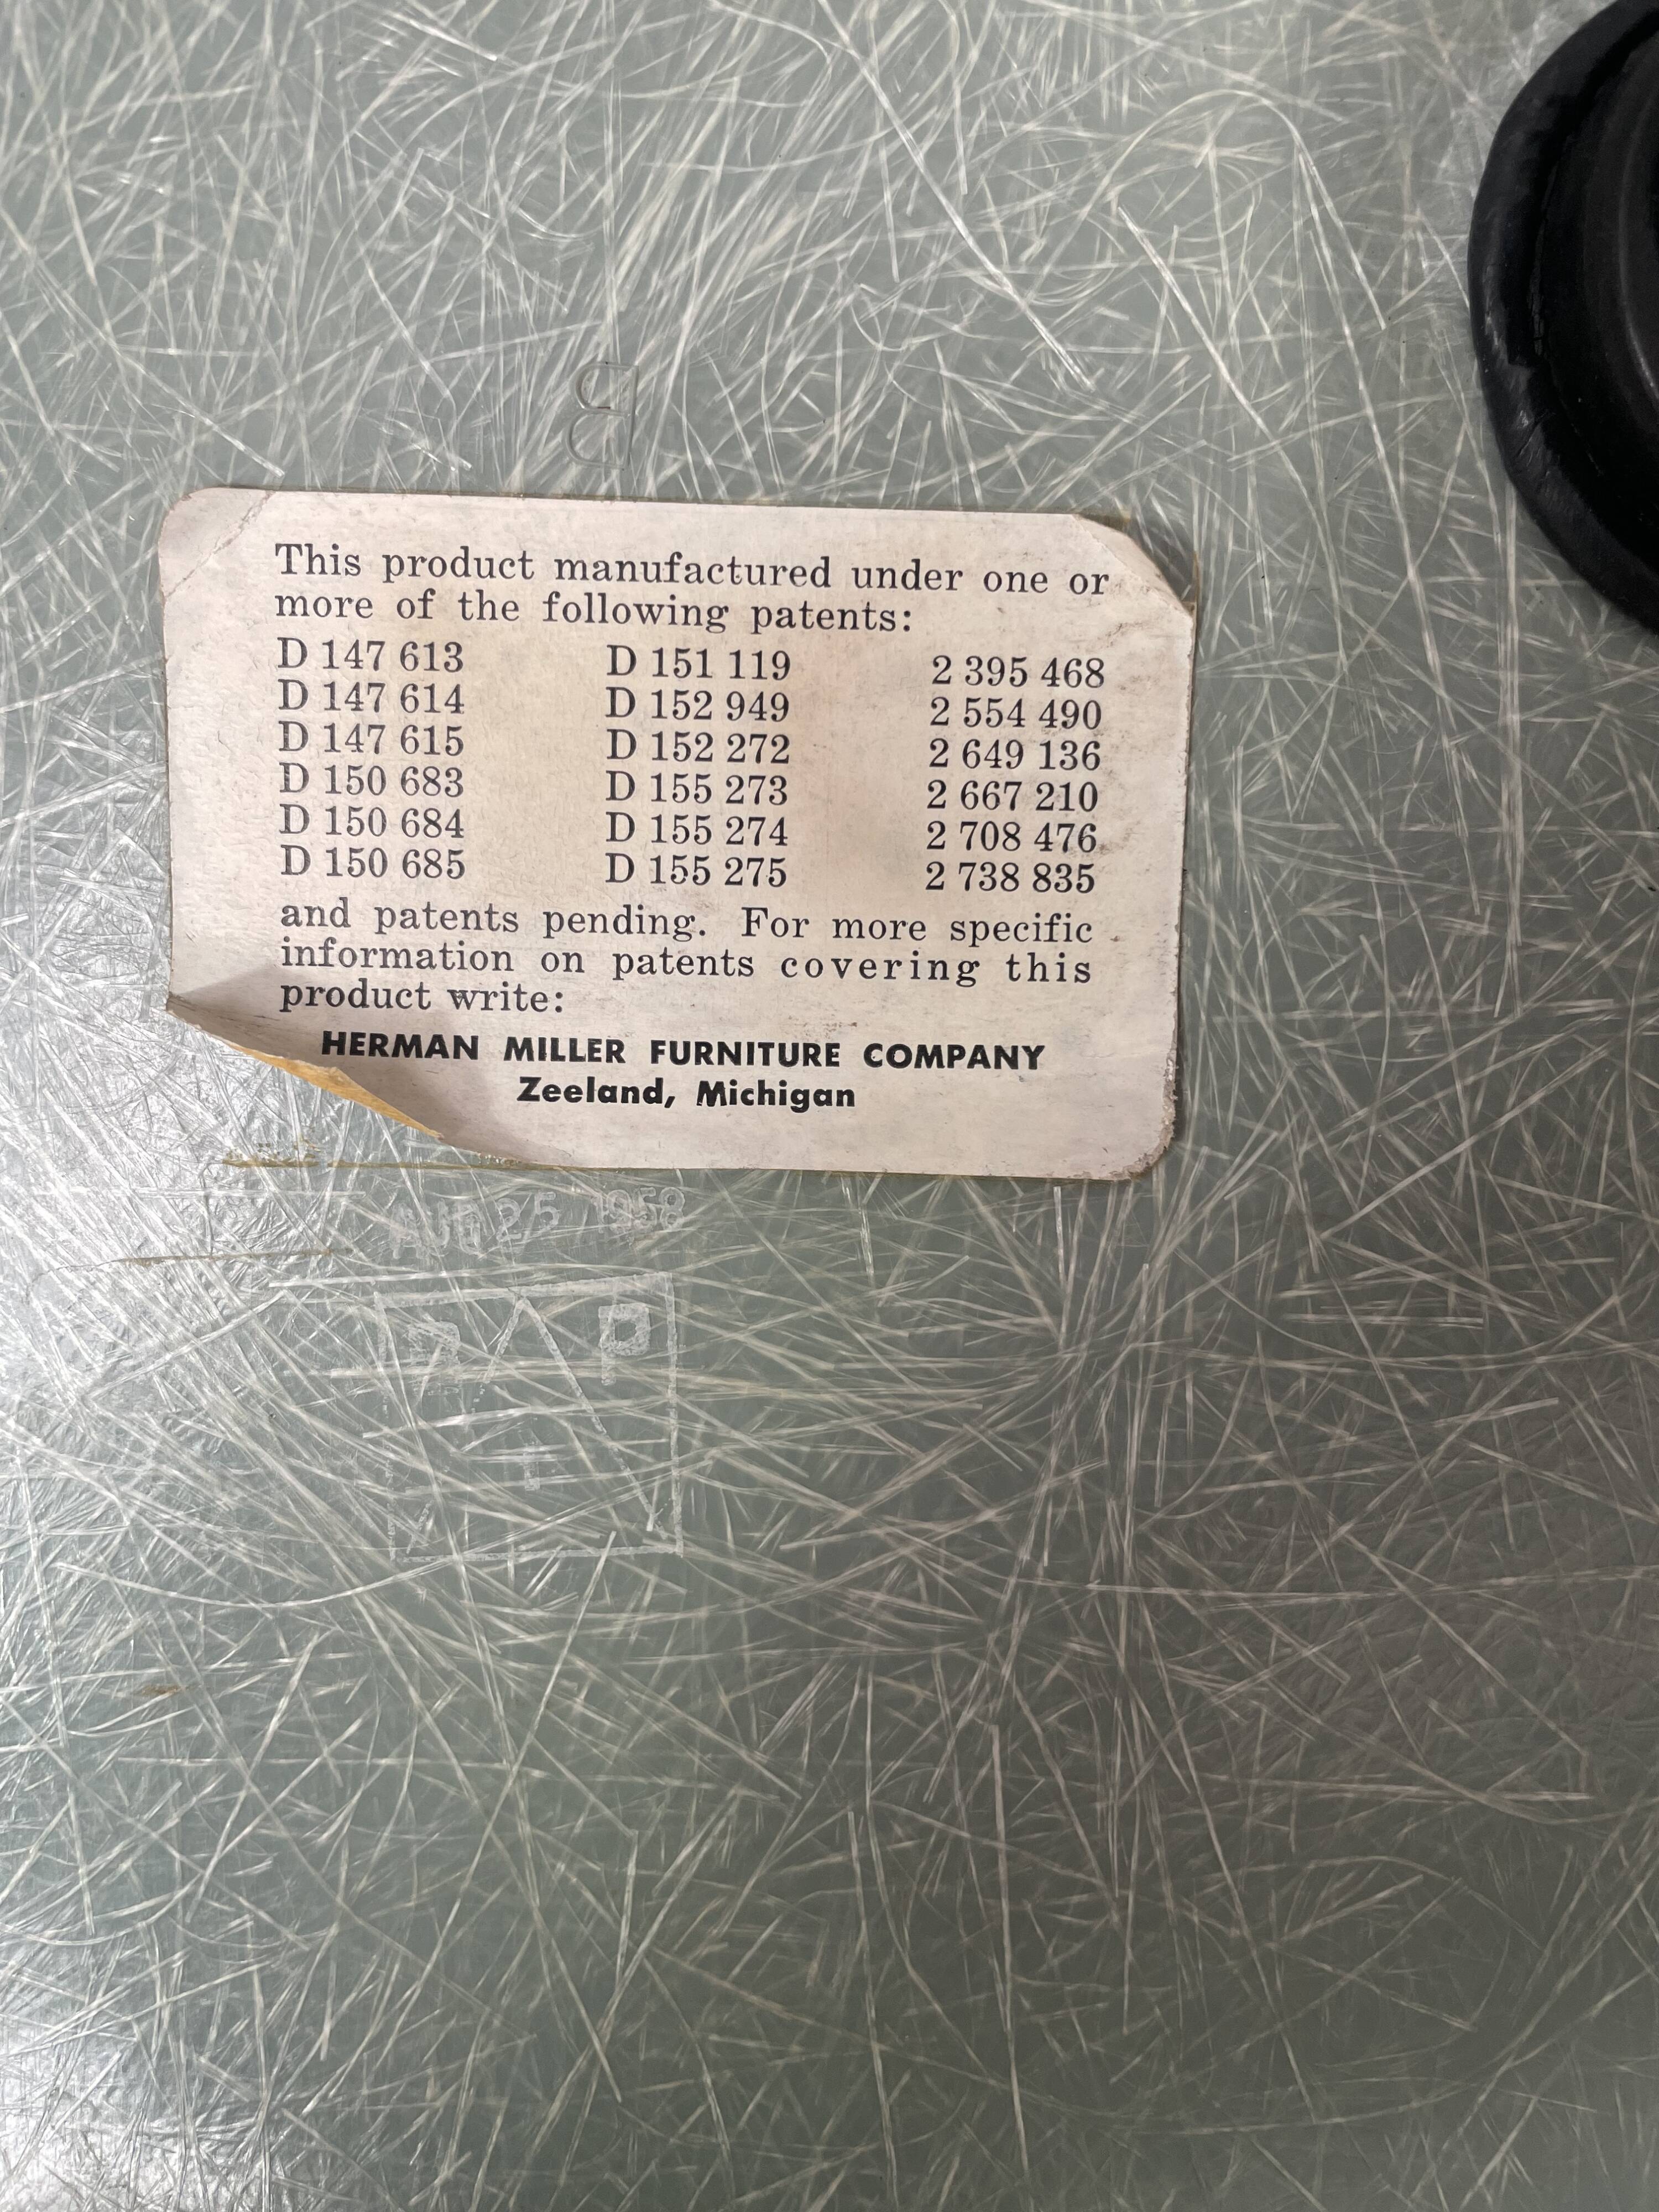 B
This product manufactured under one or
more of the following patents:
D 147 613 D 151 119 2 395 468
D 147 614 D 152 949 2 554 490
D 147 615 D 152 272 2 649 136
D 150 683 D 155 273 2 667 210
D 150 684 D 155 274 2 708 476
D 150 685 D 155 275 2 738 835
and patents pending. For more specific
information on patents covering this
product write:
HERMAN MILLER FURNITURE COMPANY
Zeeland, Michigan
AUG 25 1958